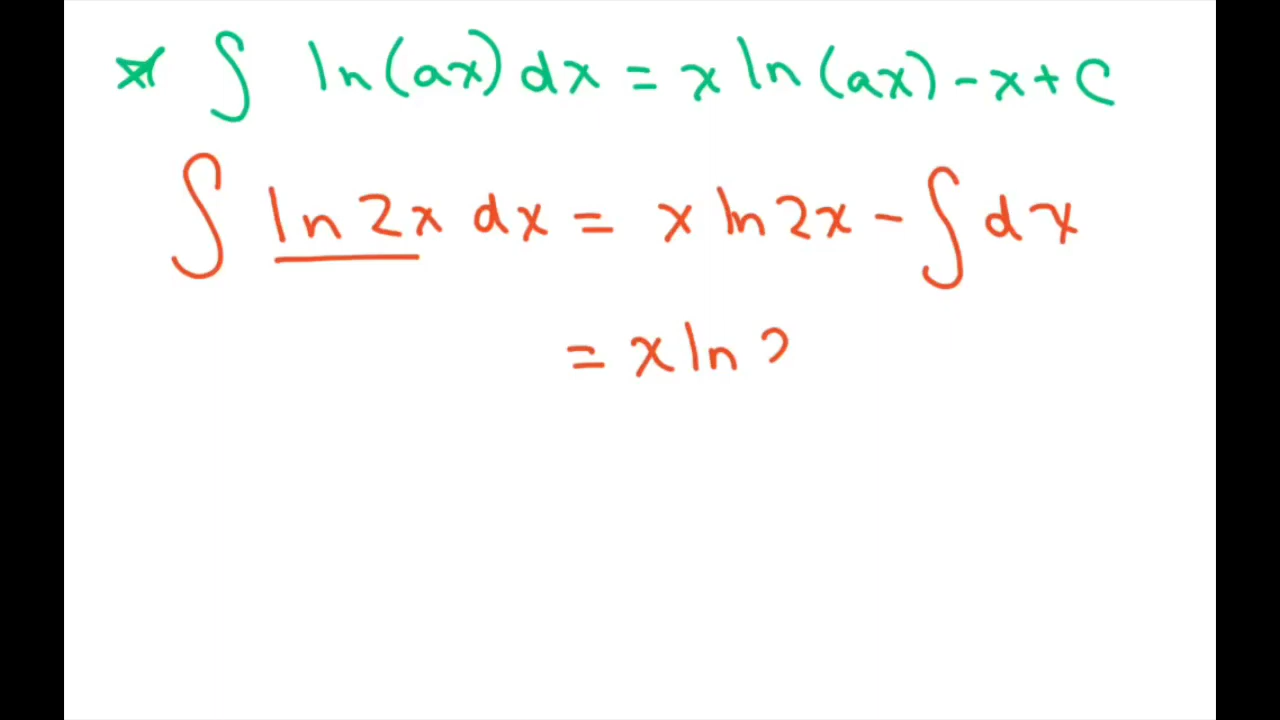 * ∫ ln(ax) dx = x ln(ax) - x + C
∫ ln 2x dx = x ln 2x - ∫ dx
= x ln